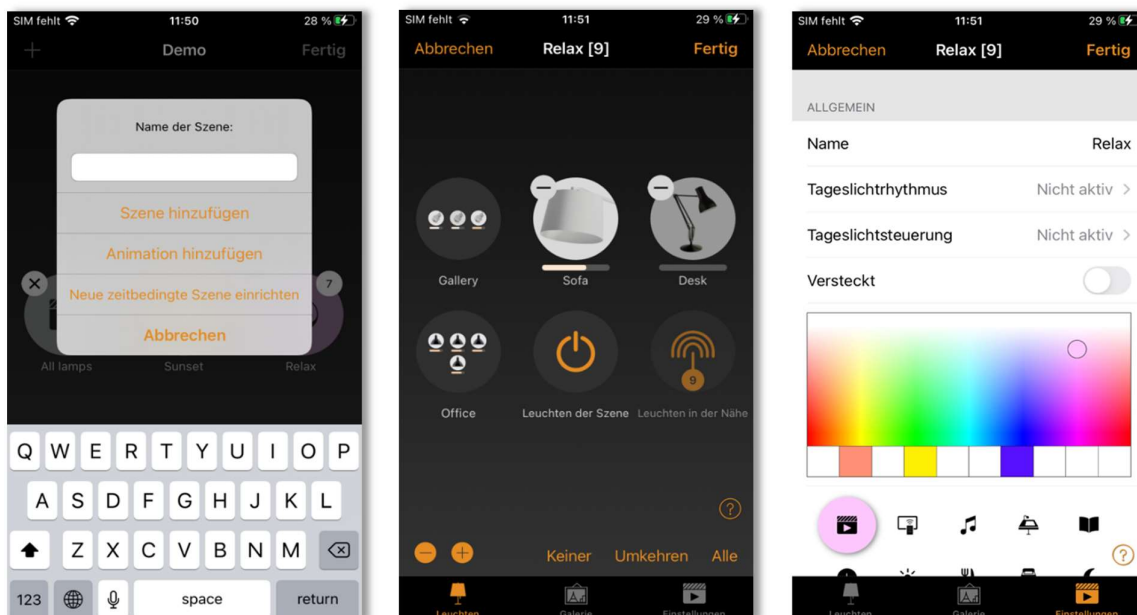 SIM fehlt 11:50 28 %
Demo Fertig
Name der Szene:
Szene hinzufügen
Animation hinzufügen
Neue zeitbedingte Szene einrichten
7
Abbrechen
All lamps Sunset Relax
Q W E R T Y U I O P
A S D F G H J K L
Z X C V B N M
123 space return
SIM fehlt 11:51 29 %
Abbrechen Relax [9] Fertig
Gallery Sofa Desk
9
Office Leuchten der Szene Leuchten in der Nähe
?
Keiner Umkehren Alle
Leuchten Galerie Einstellungen
SIM fehlt 11:51 29 %
Abbrechen Relax [9] Fertig
ALLGEMEIN
Name Relax
Tageslichtrhythmus Nicht aktiv >
Tageslichtsteuerung Nicht aktiv >
Versteckt
?
Leuchten Galerie Einstellungen